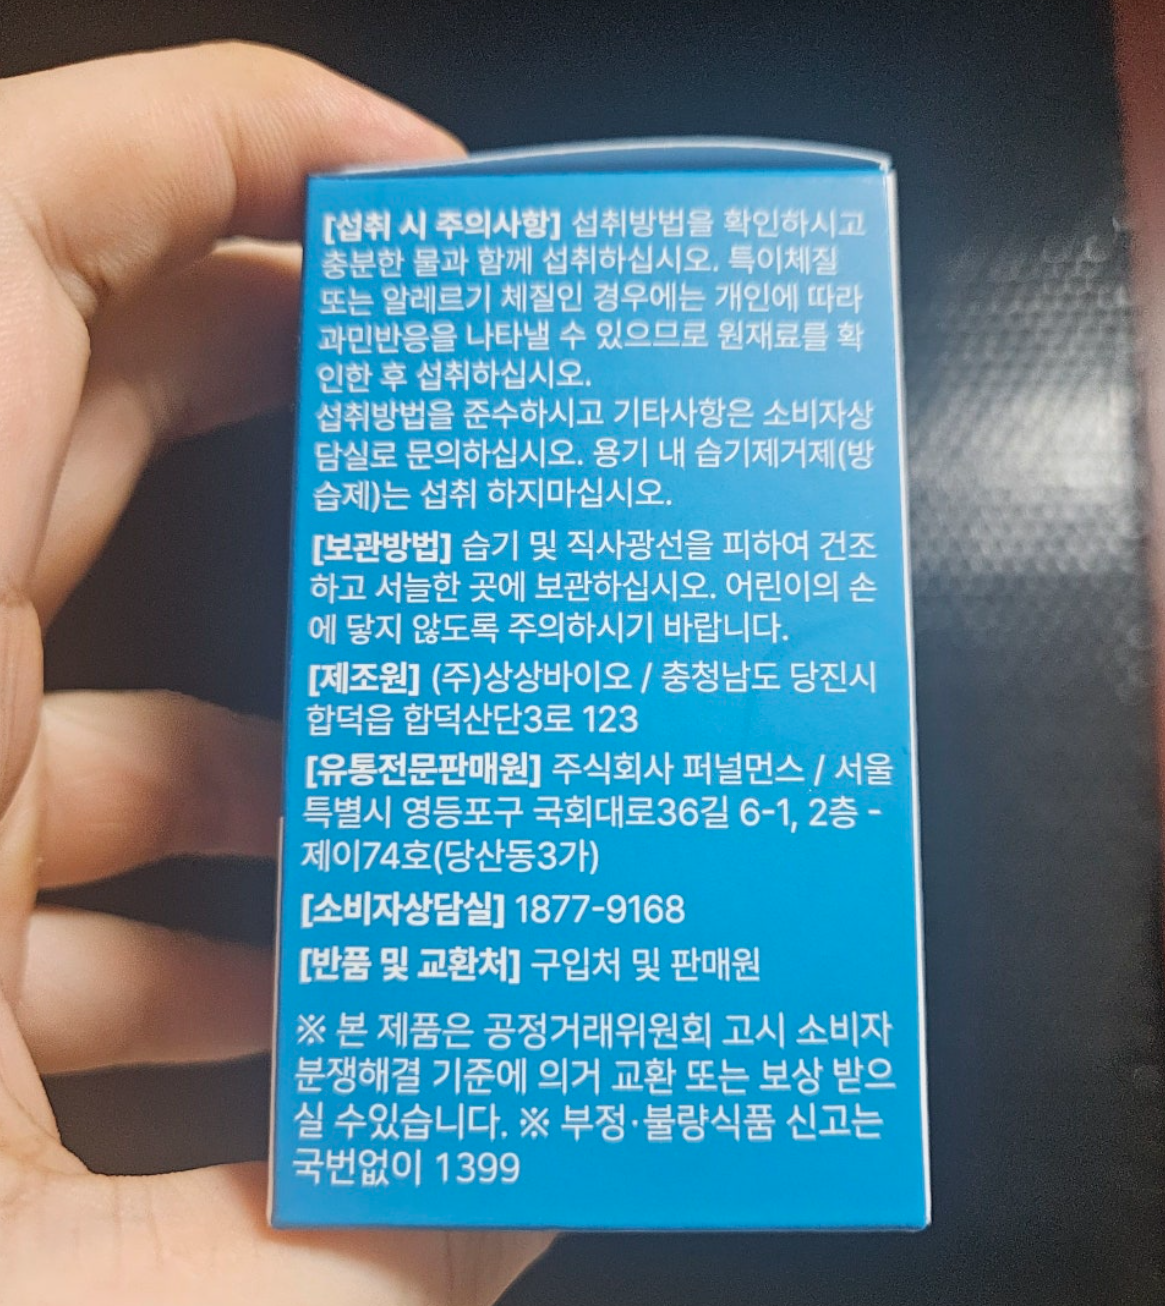 [섭취 시 주의사항] 섭취방법을 확인하시고
충분한 물과 함께 섭취하십시오. 특이체질
또는 알레르기 체질인 경우에는 개인에 따라
과민반응을 나타낼 수 있으므로 원재료를 확
인한 후 섭취하십시오.
섭취방법을 준수하시고 기타사항은 소비자상
담실로 문의하십시오. 용기 내 습기제거제(방
습제)는 섭취 하지마십시오.
[보관방법] 습기 및 직사광선을 피하여 건조
하고 서늘한 곳에 보관하십시오. 어린이의 손
에 닿지 않도록 주의하시기 바랍니다.
[제조원] (주)상상바이오 / 충청남도 당진시
합덕읍 합덕산단3로 123
[유통전문판매원] 주식회사 퍼널먼스 / 서울
특별시 영등포구 국회대로36길 6-1, 2층 -
제이74호(당산동3가)
[소비자상담실] 1877-9168
[반품 및 교환처] 구입처 및 판매원
※ 본 제품은 공정거래위원회 고시 소비자
분쟁해결 기준에 의거 교환 또는 보상 받으
실 수있습니다. ※ 부정·불량식품 신고는
국번없이 1399